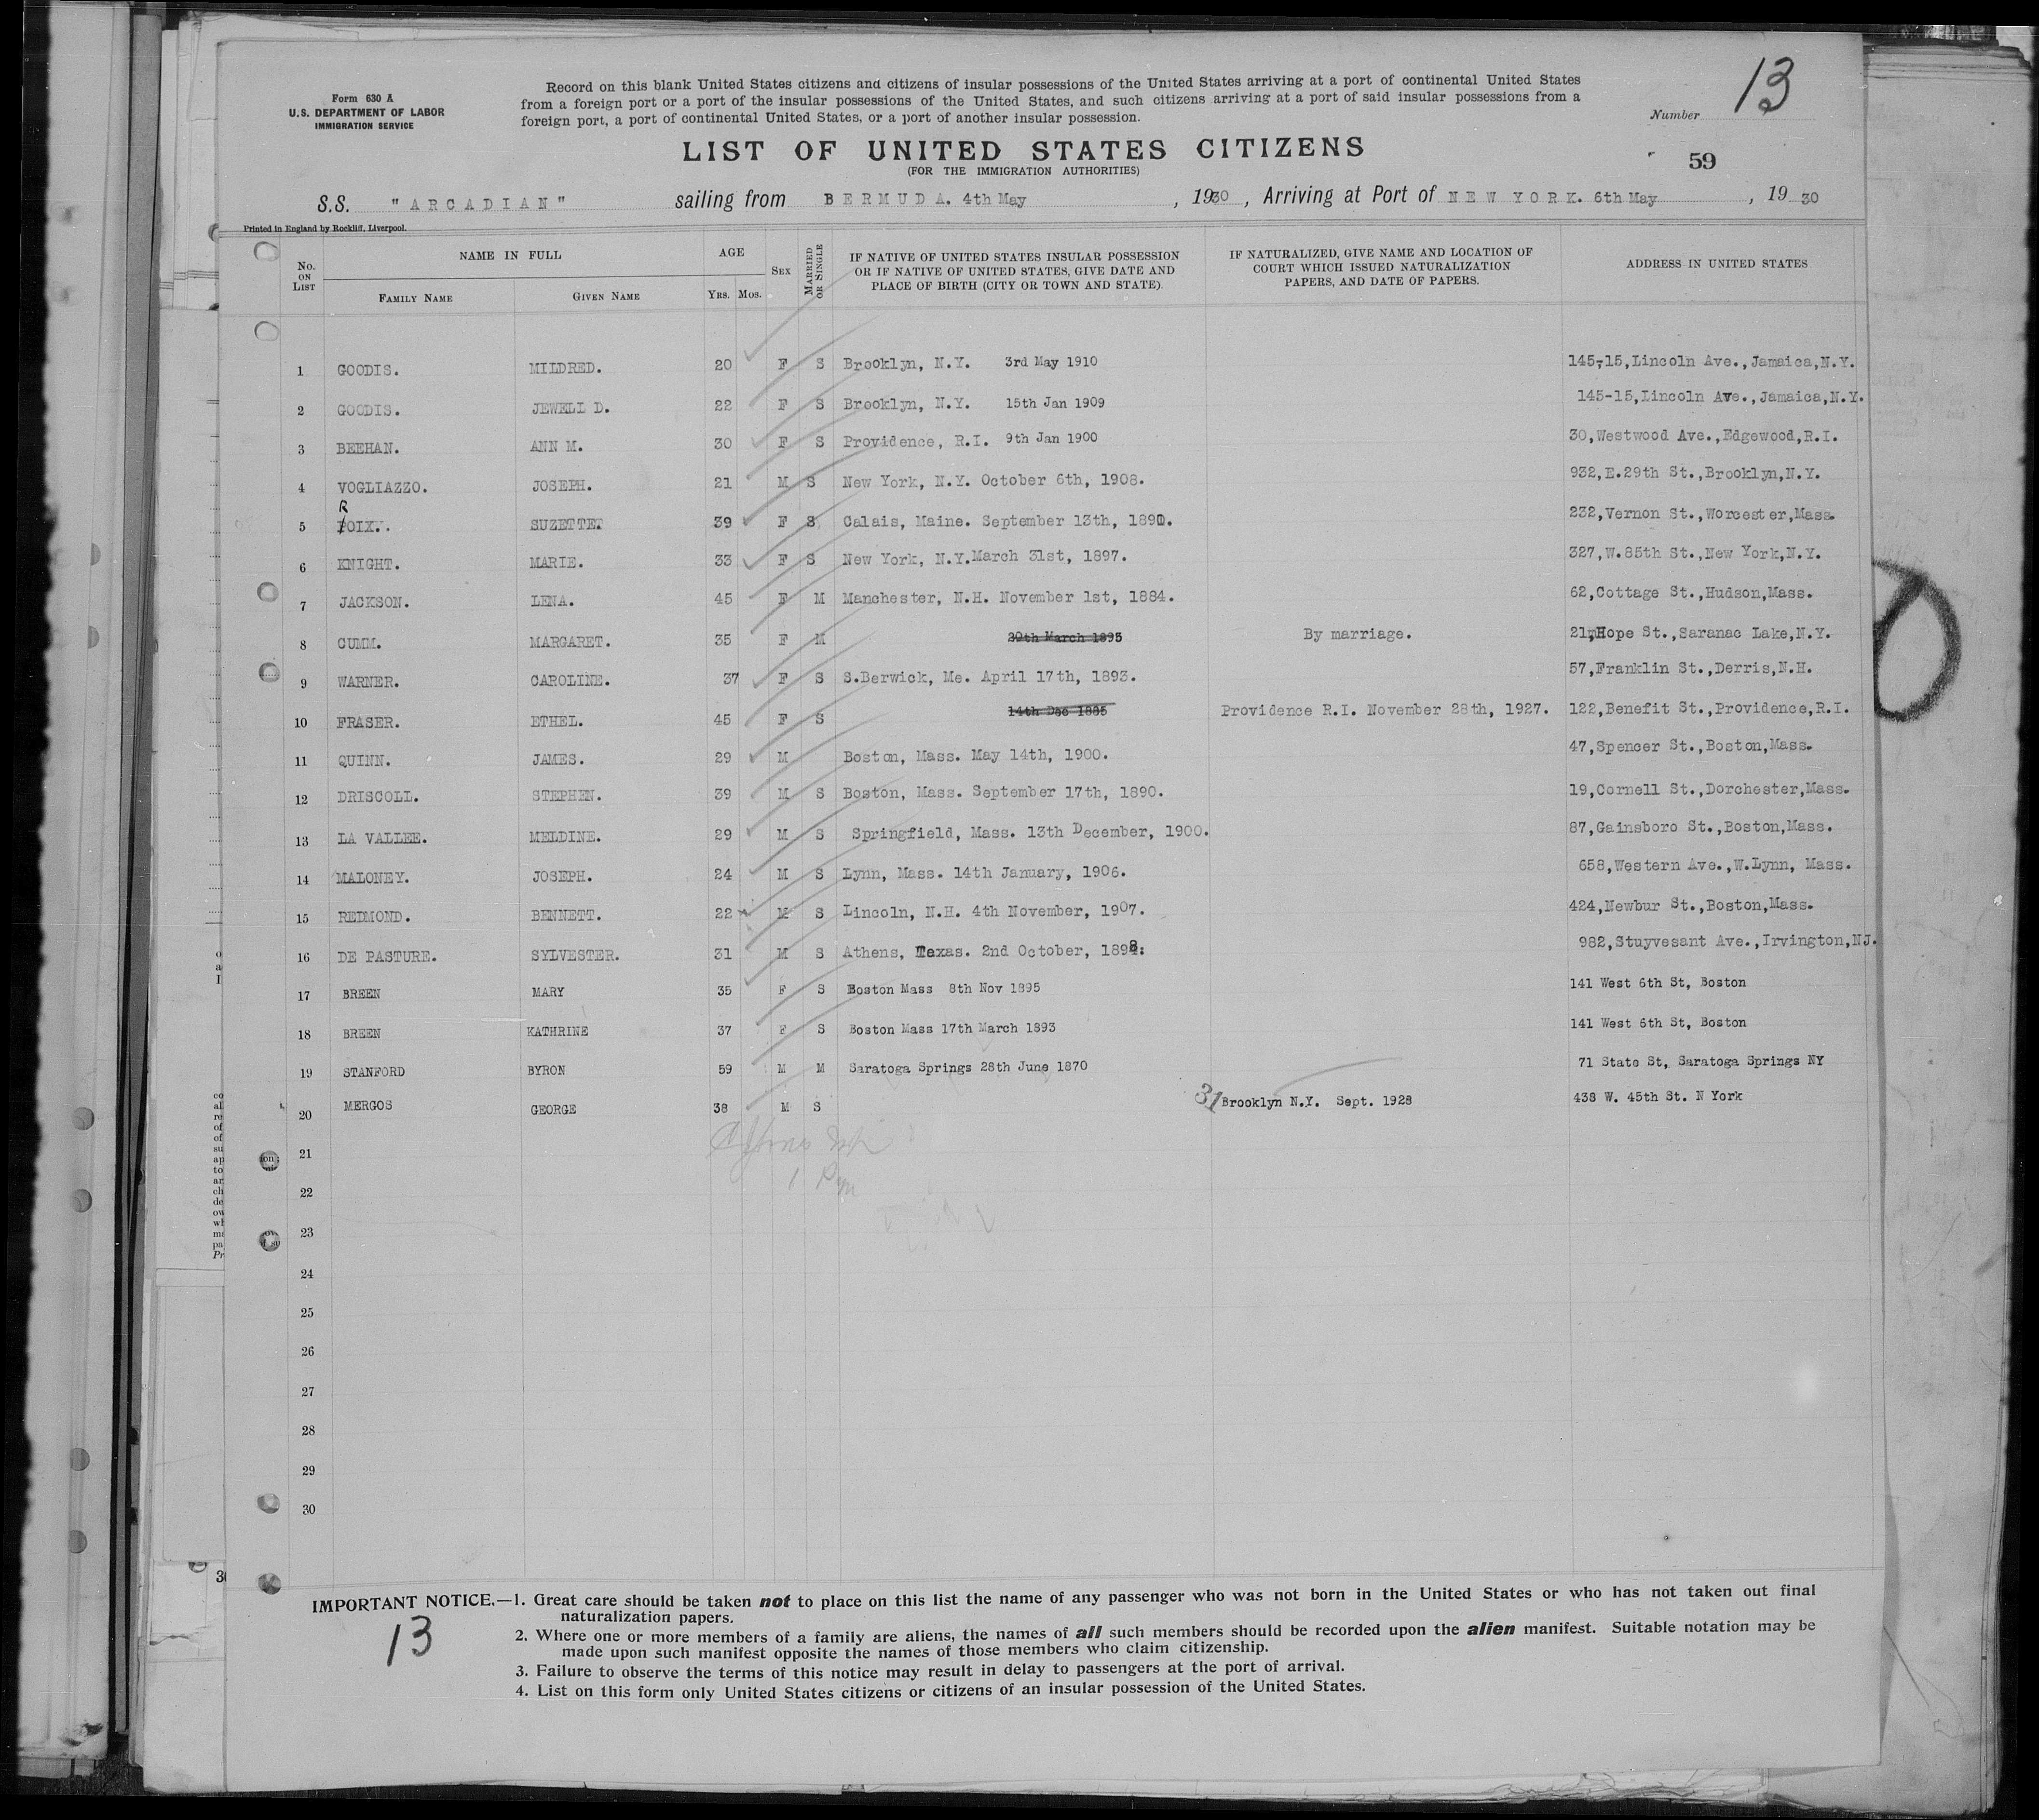 Form 630 A
U.S. DEPARTMENT OF LABOR
IMMIGRATION SERVICE
Record on this blank United States citizens and citizens of insular possessions of the United States arriving at a port of continental United States
from a foreign port or a port of the insular possessions of the United States, and such citizens arriving at a port of said insular possessions from a
foreign port, a port of continental United States, or a port of another insular possession.
Number 13
LIST OF UNITED STATES CITIZENS
(FOR THE IMMIGRATION AUTHORITIES)
59
S.S. "ARCADIAN" sailing from BERMUDA. 4th May, 1930, Arriving at Port of NEW YORK. 6th May, 19 30
Printed in England by Rockliff, Liverpool.
No. ON LIST NAME IN FULL FAMILY NAME GIVEN NAME AGE YRS. MOS. SEX MARRIED OR SINGLE IF NATIVE OF UNITED STATES INSULAR POSSESSION OR IF NATIVE OF UNITED STATES, GIVE DATE AND PLACE OF BIRTH (CITY OR TOWN AND STATE) IF NATURALIZED, GIVE NAME AND LOCATION OF COURT WHICH ISSUED NATURALIZATION PAPERS, AND DATE OF PAPERS. ADDRESS IN UNITED STATES
1 GOODIS. MILDRED. 20 F S Brooklyn, N.Y. 3rd May 1910 145-15,Lincoln Ave.,Jamaica,N.Y.
2 GOODIS. JEWELL D. 22 F S Brooklyn, N.Y. 15th Jan 1909 145-15,Lincoln Ave.,Jamaica,N.Y.
3 BEEHAN. ANN M. 30 F S Providence, R.I. 9th Jan 1900 30,Westwood Ave.,Edgewood,R.I.
4 VOGLIAZZO. JOSEPH. 21 M S New York, N.Y. October 6th, 1908. 932,E.29th St.,Brooklyn,N.Y.
5 ROIX. SUZETTE. 39 F S Calais, Maine. September 13th, 1890. 232,Vernon St.,Worcester,Mass.
6 KNIGHT. MARIE. 33 F S New York, N.Y.March 31st, 1897. 327,W.85th St.,New York,N.Y.
7 JACKSON. LENA. 45 F M Manchester, N.H. November 1st, 1884. 62,Cottage St.,Hudson,Mass.
8 CUMM. MARGARET. 35 F M 20th March 1895 By marriage. 21,Hope St.,Saranac Lake,N.Y.
9 WARNER. CAROLINE. 37 F S S.Berwick, Me. April 17th, 1893. 57,Franklin St.,Derris,N.H.
10 FRASER. ETHEL. 45 F S 14th Dec 1885 Providence R.I. November 28th, 1927. 122,Benefit St.,Providence,R.I.
11 QUINN. JAMES. 29 M Boston, Mass. May 14th, 1900. 47,Spencer St.,Boston,Mass.
12 DRISCOLL. STEPHEN. 39 M S Boston, Mass. September 17th, 1890. 19,Cornell St.,Dorchester,Mass.
13 LA VALLEE. MELDINE. 29 M S Springfield, Mass. 13th December, 1900. 87,Gainsboro St.,Boston,Mass.
14 MALONEY. JOSEPH. 24 M S Lynn, Mass. 14th January, 1906. 658,Western Ave.,W.Lynn, Mass.
15 REDMOND. BENNETT. 22 M S Lincoln, N.H. 4th November, 1907. 424,Newbur St.,Boston,Mass.
16 DE PASTURE. SYLVESTER. 31 M S Athens, Texas. 2nd October, 1898. 982,Stuyvesant Ave.,Irvington,NJ.
17 BREEN MARY 35 F S Boston Mass 8th Nov 1895 141 West 6th St, Boston
18 BREEN KATHRINE 37 F S Boston Mass 17th March 1893 141 West 6th St, Boston
19 STANFORD BYRON 59 M M Saratoga Springs 28th June 1870 71 State St, Saratoga Springs NY
20 MERGOS GEORGE 38 M S 31 Brooklyn N.Y. Sept. 1928 438 W. 45th St. N York
21
22
23
24
25
26
27
28
29
30
IMPORTANT NOTICE.—1. Great care should be taken not to place on this list the name of any passenger who was not born in the United States or who has not taken out final
naturalization papers.
13
2. Where one or more members of a family are aliens, the names of all such members should be recorded upon the alien manifest. Suitable notation may be
made upon such manifest opposite the names of those members who claim citizenship.
3. Failure to observe the terms of this notice may result in delay to passengers at the port of arrival.
4. List on this form only United States citizens or citizens of an insular possession of the United States.